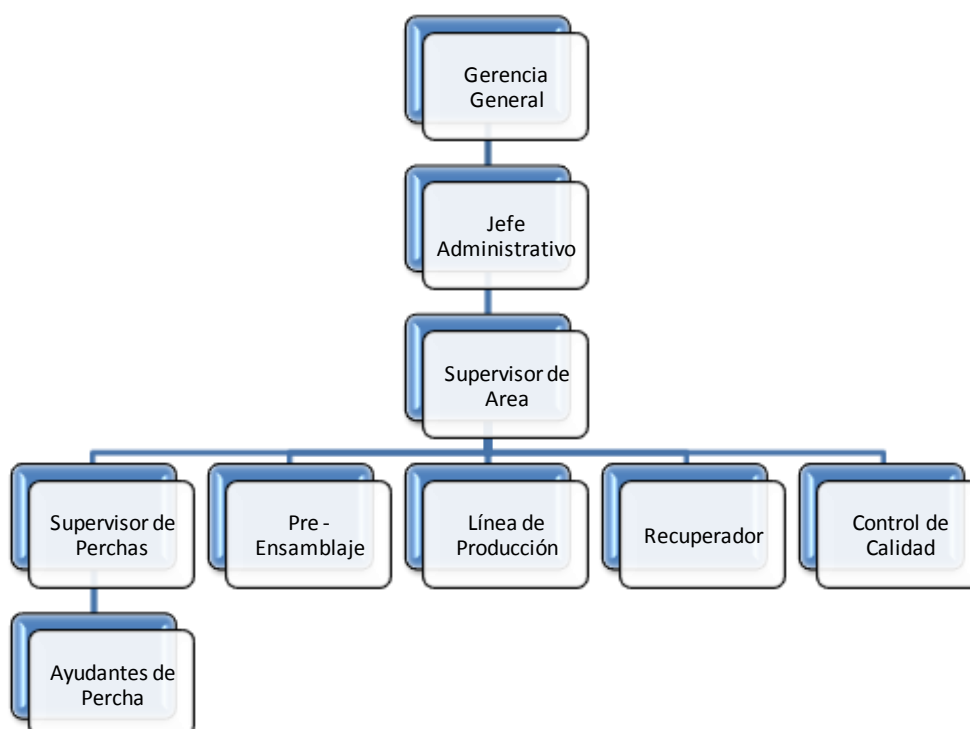 Gerencia
General
Jefe
Administrativo
Supervisor de
Area
Supervisor de
Perchas
Pre -
Ensamblaje
Línea de
Producción
Recuperador
Control de
Calidad
Ayudantes de
Percha